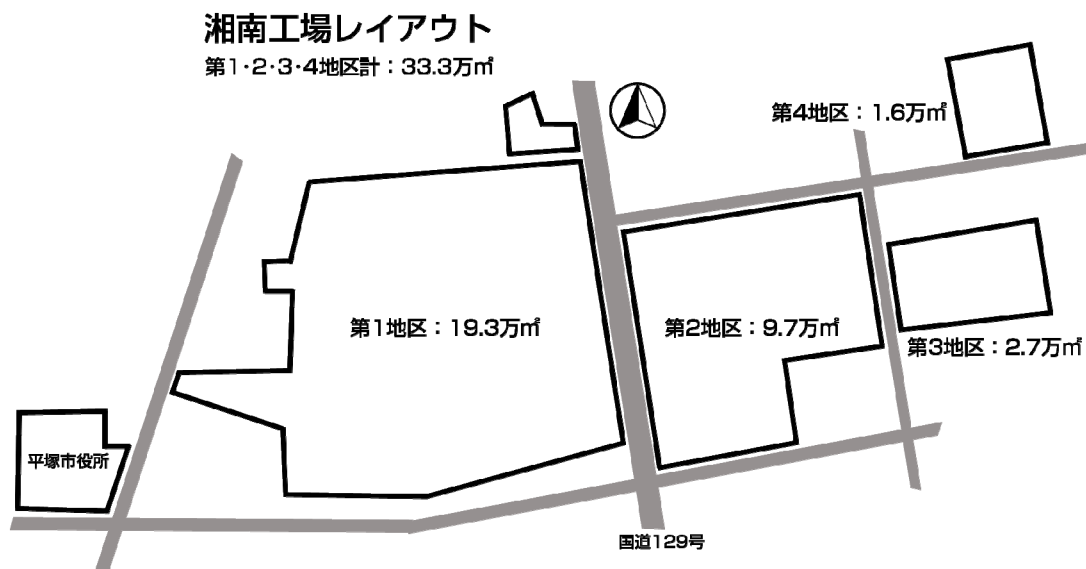 湘南工場レイアウト
第1・2・3・4地区計：33.3万㎡
第4地区：1.6万㎡
第1地区：19.3万㎡
第2地区：9.7万㎡
第3地区：2.7万㎡
平塚市役所
国道129号